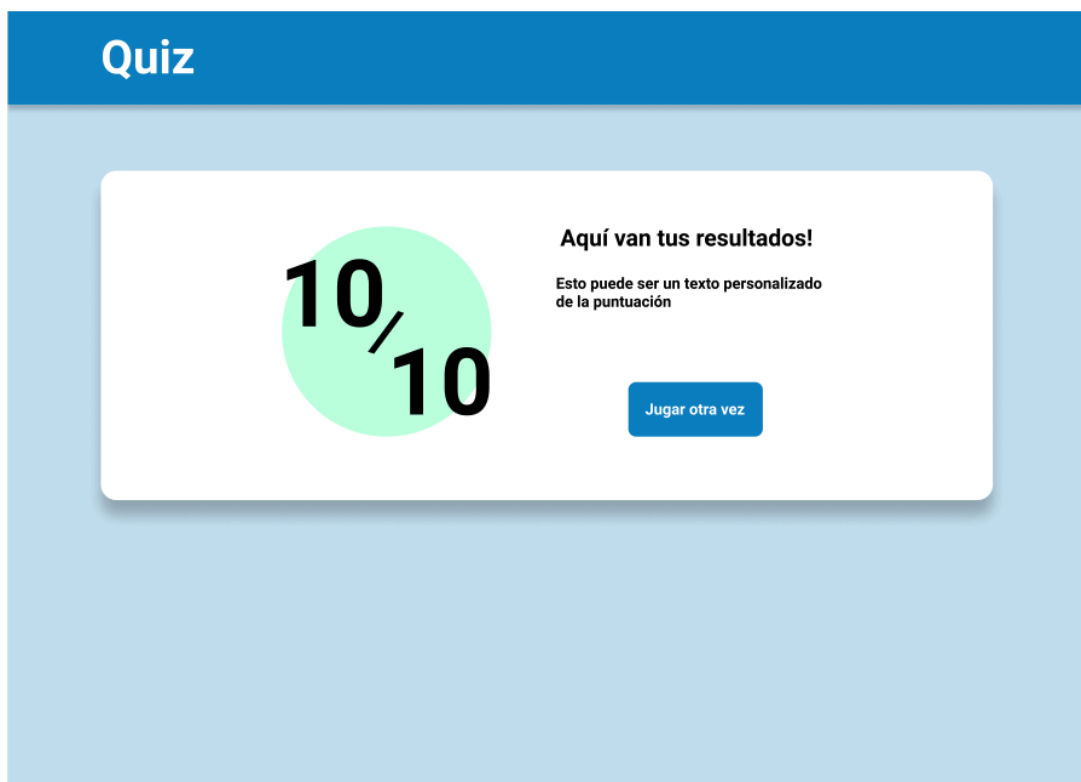 Quiz
10
/
10
Aquí van tus resultados!
Esto puede ser un texto personalizado
de la puntuación
Jugar otra vez